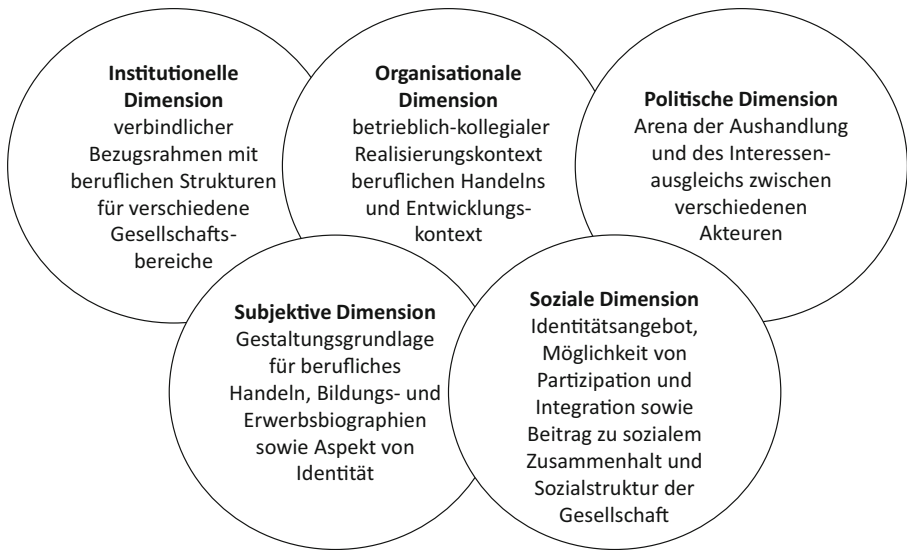 Institutionelle
Dimension
verbindlicher
Bezugsrahmen mit
beruflichen Strukturen
für verschiedene
Gesellschafts-
bereiche
Organisationale
Dimension
betrieblich-kollegialer
Realisierungskontext
beruflichen Handelns
und Entwicklungs-
kontext
Politische Dimension
Arena der Aushandlung
und des Interessen-
ausgleichs zwischen
verschiedenen
Akteuren
Subjektive Dimension
Gestaltungsgrundlage
für berufliches
Handeln, Bildungs- und
Erwerbsbiographien
sowie Aspekt von
Identität
Soziale Dimension
Identitätsangebot,
Möglichkeit von
Partizipation und
Integration sowie
Beitrag zu sozialem
Zusammenhalt und
Sozialstruktur der
Gesellschaft